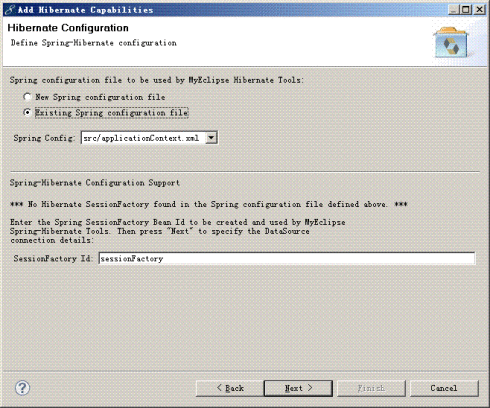 Add Hibernate Capabilities
Hibernate Configuration
Define Spring-Hibernate configuration
Spring configuration file to be used by MyEclipse Hibernate Tools:
New Spring configuration file
Existing Spring configuration file
Spring Config: src/applicationContext.xml
Spring-Hibernate Configuration Support
*** No Hibernate SessionFactory found in the Spring configuration file defined above. ***
Enter the Spring SessionFactory Bean Id to be created and used by MyEclipse
Spring-Hibernate Tools. Then press "Next" to specify the DataSource
connection details:
SessionFactory Id: sessionFactory
? < Back Next > Finish Cancel